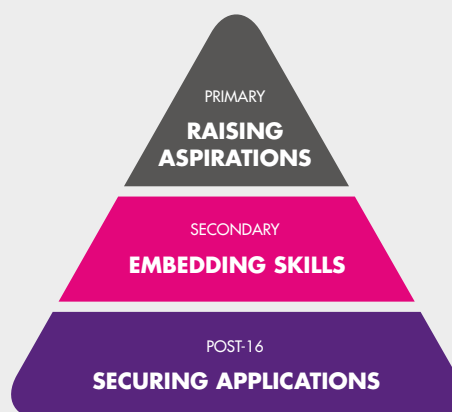 PRIMARY
RAISING
ASPIRATIONS
SECONDARY
EMBEDDING SKILLS
POST-16
SECURING APPLICATIONS